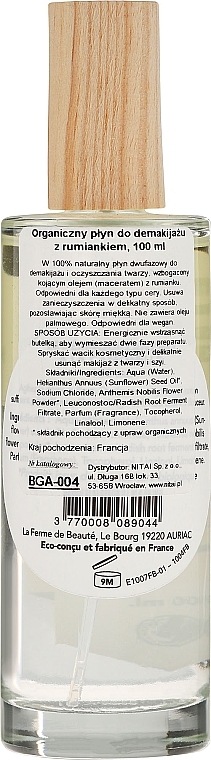 Organiczny płyn do demakijażu
z rumiankiem, 100 ml
W 100% naturalny płyn dwufazowy do
demakijażu i oczyszczania twarzy, wzbogacony
kojącym olejem (maceratem) z rumianku.
Odpowiedni dla każdego typu cery. Usuwa
zanieczyszczenia w delikatny sposób,
pozostawiając skórę miękką. Nie zawiera oleju
palmowego. Odpowiedni dla wegan.
SPOSÓB UŻYCIA: Energicznie wstrząsnąć
butelką, aby wymieszać dwie fazy preparatu.
Spryskać wacik kosmetyczny i delikatnie
usunąć makijaż z twarzy i szyi.
Składniki/Ingredients: Aqua (Water),
Helianthus Annuus (Sunflower) Seed Oil*,
Sodium Chloride, Anthemis Nobilis Flower
Powder*, Leuconostoc/Radish Root Ferment
Filtrate, Parfum (Fragrance), Tocopherol,
Linalool, Limonene.
* składnik pochodzący z upraw organicznych
Kraj pochodzenia: Francja
Nr katalogowy:
BGA-004
Dystrybutor: NITAI Sp. z o.o.
ul. Długa 16B lok. 33,
53-658 Wrocław, www.nitai.pl
3 770008 089044
La Ferme de Beauté, Le Bourg 19220 AURIAC
Eco-conçu et fabriqué en France
9M
E1007FB-01 - 1000FB